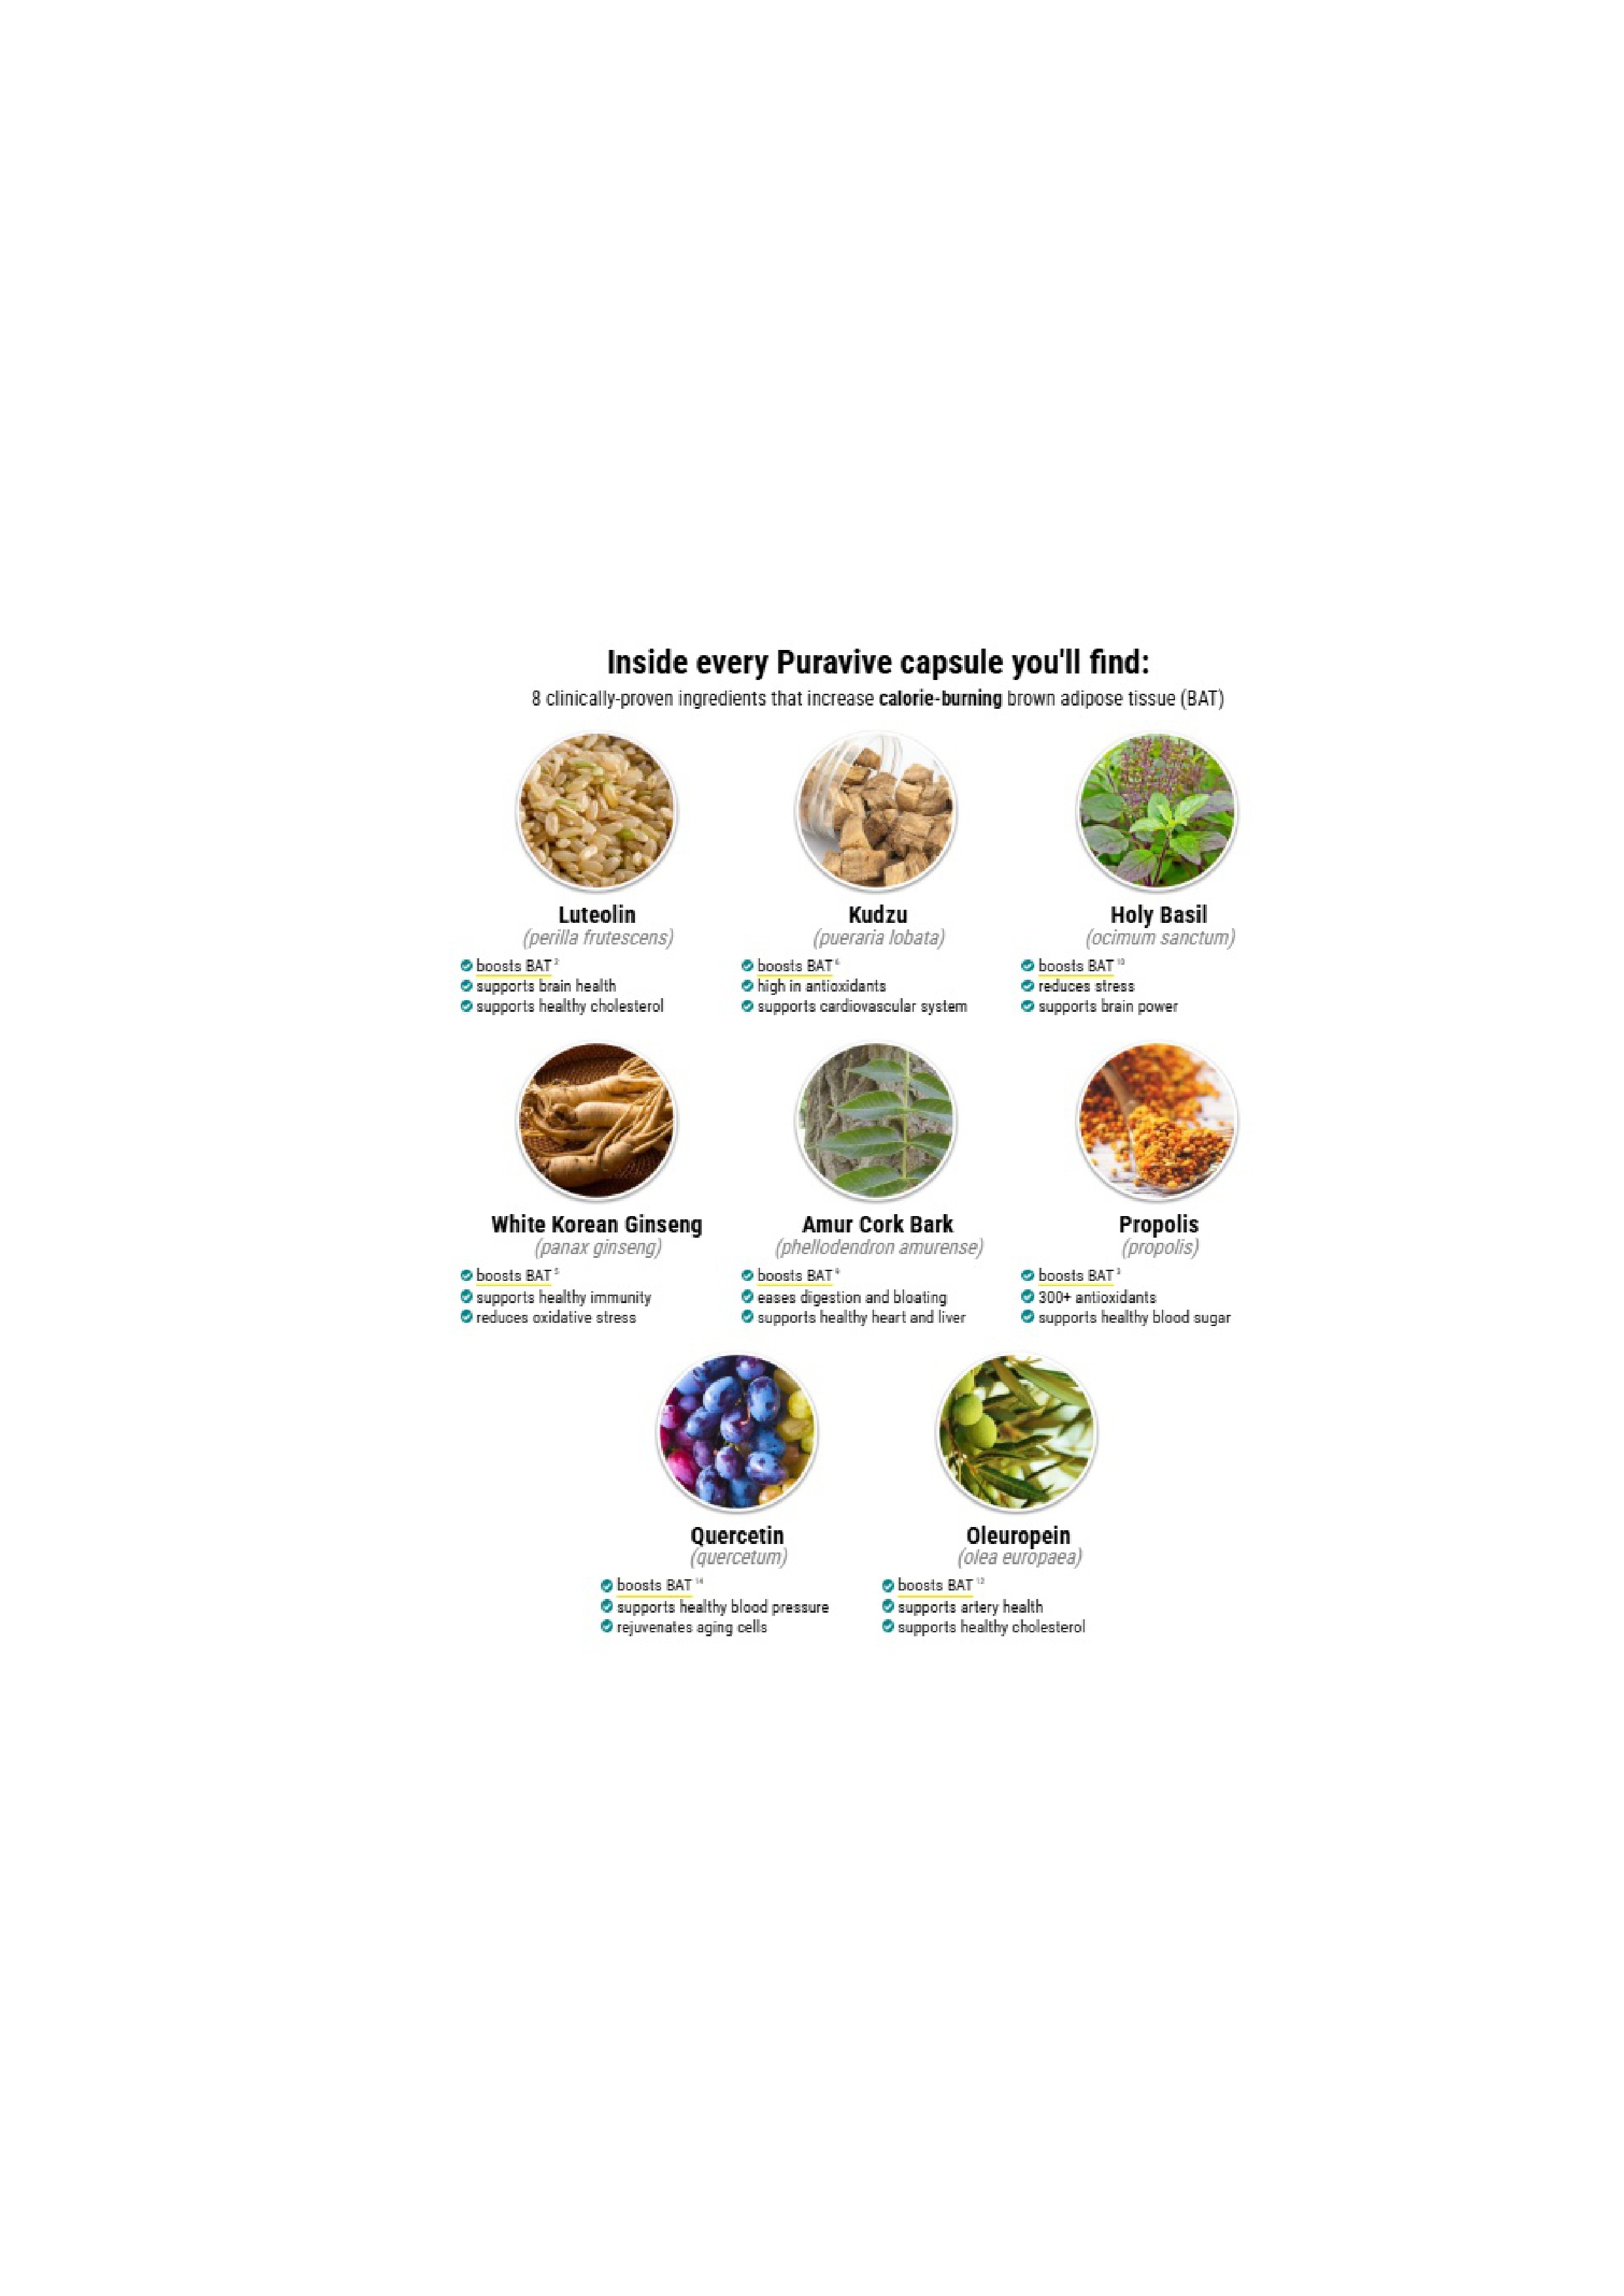 Inside every Puravive capsule you'll find:
8 clinically-proven ingredients that increase calorie-burning brown adipose tissue (BAT)
Luteolin
(perilla frutescens)
boosts BAT 2
supports brain health
supports healthy cholesterol
Kudzu
(pueraria lobata)
boosts BAT 6
high in antioxidants
supports cardiovascular system
Holy Basil
(ocimum sanctum)
boosts BAT 10
reduces stress
supports brain power
White Korean Ginseng
(panax ginseng)
boosts BAT 5
supports healthy immunity
reduces oxidative stress
Amur Cork Bark
(phellodendron amurense)
boosts BAT
eases digestion and bloating
supports healthy heart and liver
Propolis
(propolis)
boosts BAT 3
300+ antioxidants
supports healthy blood sugar
Quercetin
(quercetum)
boosts BAT 14
supports healthy blood pressure
rejuvenates aging cells
Oleuropein
(olea europaea)
boosts BAT 12
supports artery health
supports healthy cholesterol